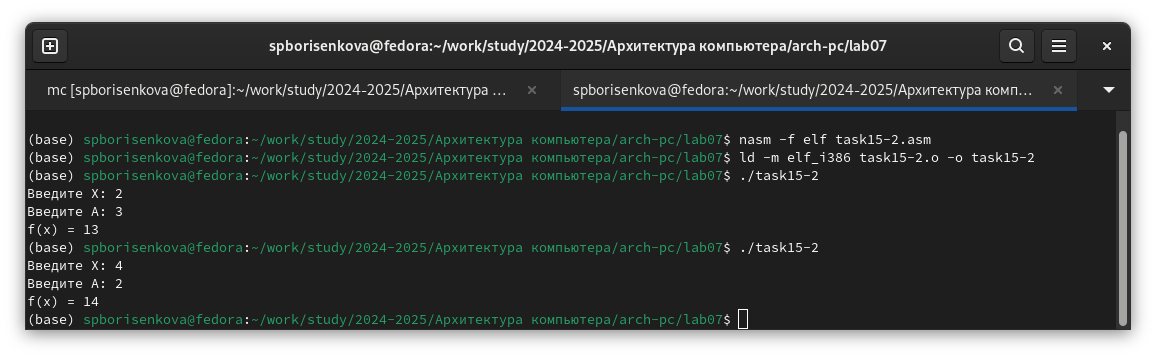 spborisenkova@fedora:~/work/study/2024-2025/Архитектура компьютера/arch-pc/lab07
mc [spborisenkova@fedora]:~/work/study/2024-2025/Архитектура ...
spborisenkova@fedora:~/work/study/2024-2025/Архитектура комп...
(base) spborisenkova@fedora:~/work/study/2024-2025/Архитектура компьютера/arch-pc/lab07$ nasm -f elf task15-2.asm
(base) spborisenkova@fedora:~/work/study/2024-2025/Архитектура компьютера/arch-pc/lab07$ ld -m elf_i386 task15-2.o -o task15-2
(base) spborisenkova@fedora:~/work/study/2024-2025/Архитектура компьютера/arch-pc/lab07$ ./task15-2
Введите X: 2
Введите A: 3
f(x) = 13
(base) spborisenkova@fedora:~/work/study/2024-2025/Архитектура компьютера/arch-pc/lab07$ ./task15-2
Введите X: 4
Введите A: 2
f(x) = 14
(base) spborisenkova@fedora:~/work/study/2024-2025/Архитектура компьютера/arch-pc/lab07$